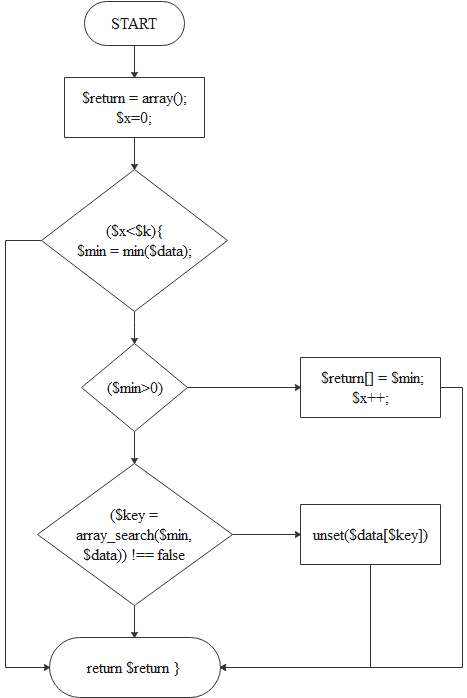 START
$return = array();
$x=0;
($x<$k){
$min = min($data);
($min>0)
$return[] = $min;
$x++;
($key =
array_search($min,
$data)) !== false
unset($data[$key])
return $return }